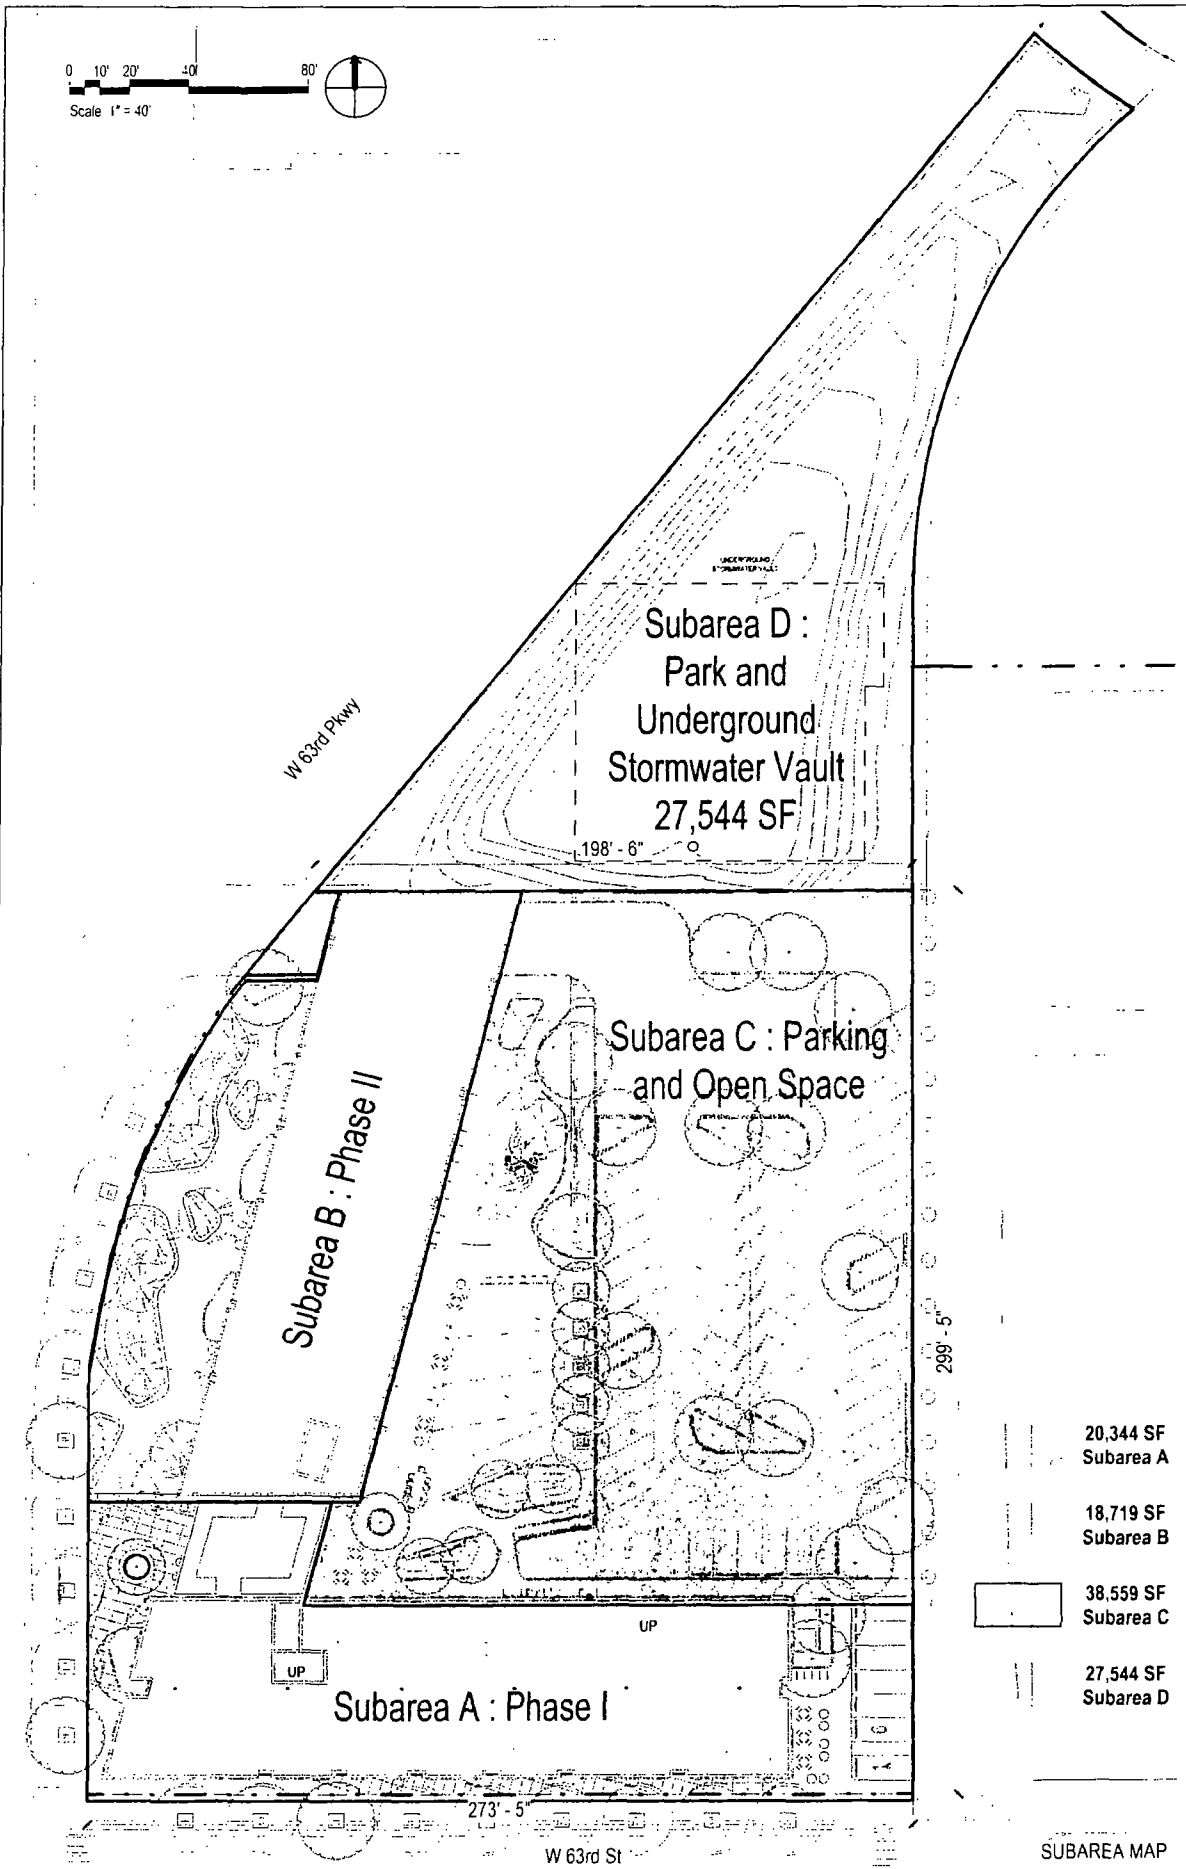 0 10' 20' 40' 80'
Scale 1" = 40'
UNDERGROUND
STORMWATER VAULT
Subarea D :
Park and
Underground
Stormwater Vault
27,544 SF
198' - 6"
W 63rd Pkwy
Subarea C : Parking
and Open Space
Subarea B : Phase II
299' - 5"
20,344 SF
Subarea A
18,719 SF
Subarea B
38,559 SF
Subarea C
27,544 SF
Subarea D
UP
UP
Subarea A : Phase I
273' - 5"
W 63rd St
SUBAREA MAP